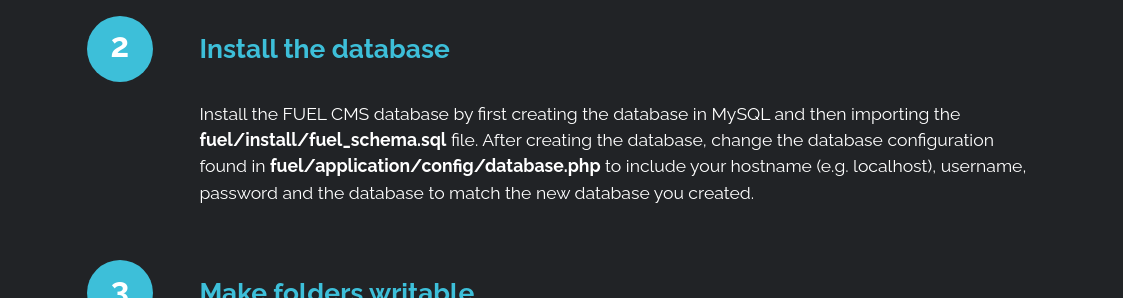 2
Install the database
Install the FUEL CMS database by first creating the database in MySQL and then importing the
fuel/install/fuel_schema.sql file. After creating the database, change the database configuration
found in fuel/application/config/database.php to include your hostname (e.g. localhost), username,
password and the database to match the new database you created.
3
Make folders writable